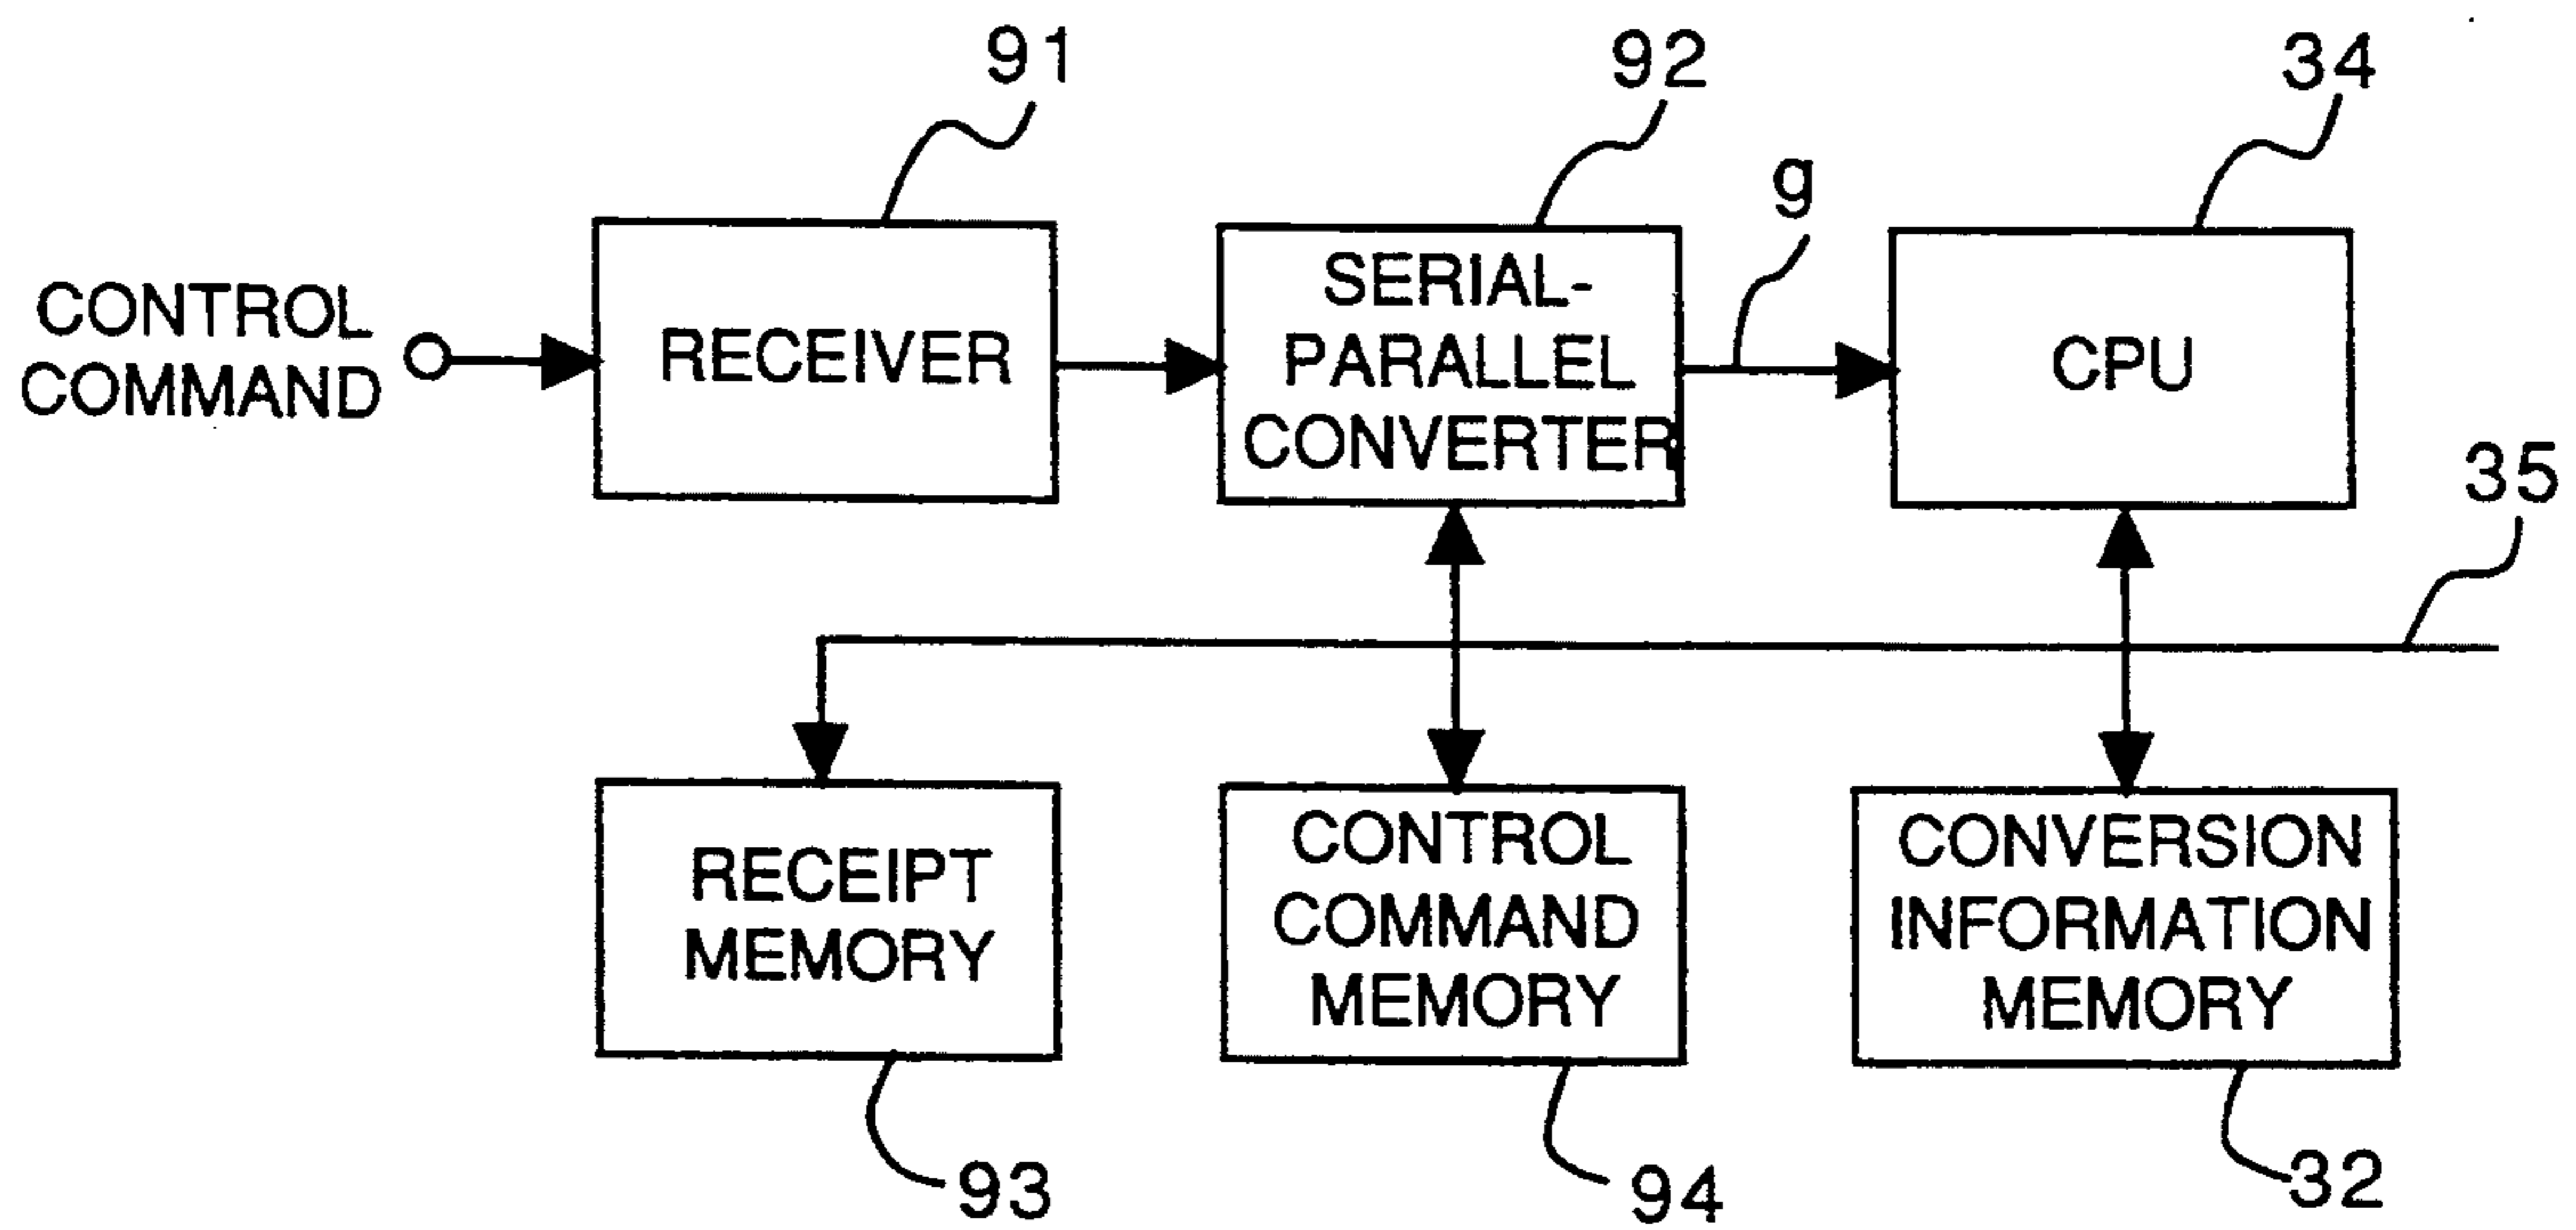 91
92
34
g
CONTROL
COMMAND
RECEIVER
SERIAL-
PARALLEL
CONVERTER
CPU
35
RECEIPT
MEMORY
CONTROL
COMMAND
MEMORY
CONVERSION
INFORMATION
MEMORY
93
94
32